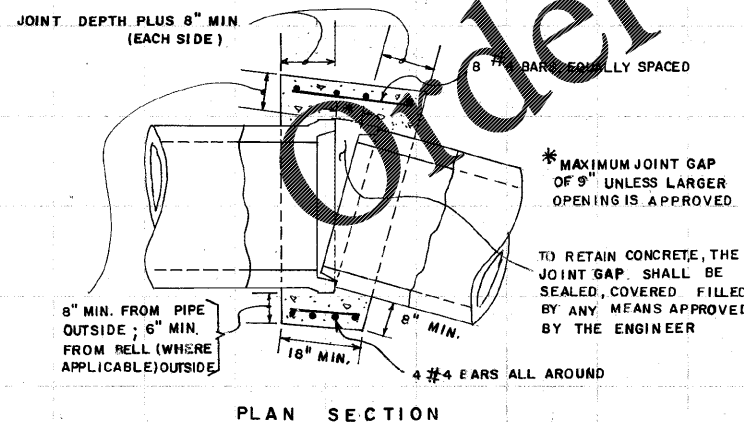 JOINT DEPTH PLUS 8" MIN
(EACH SIDE)
Order
8 #4 BARS, EQUALLY SPACED
* MAXIMUM JOINT GAP
OF 9" UNLESS LARGER
OPENING IS APPROVED
TO RETAIN CONCRETE, THE
JOINT GAP SHALL BE
SEALED, COVERED FILLED
BY ANY MEANS APPROVED
BY THE ENGINEER
8" MIN. FROM PIPE
OUTSIDE; 6" MIN.
FROM BELL (WHERE
APPLICABLE) OUTSIDE
8" MIN.
18" MIN.
4 #4 BARS ALL AROUND
PLAN SECTION